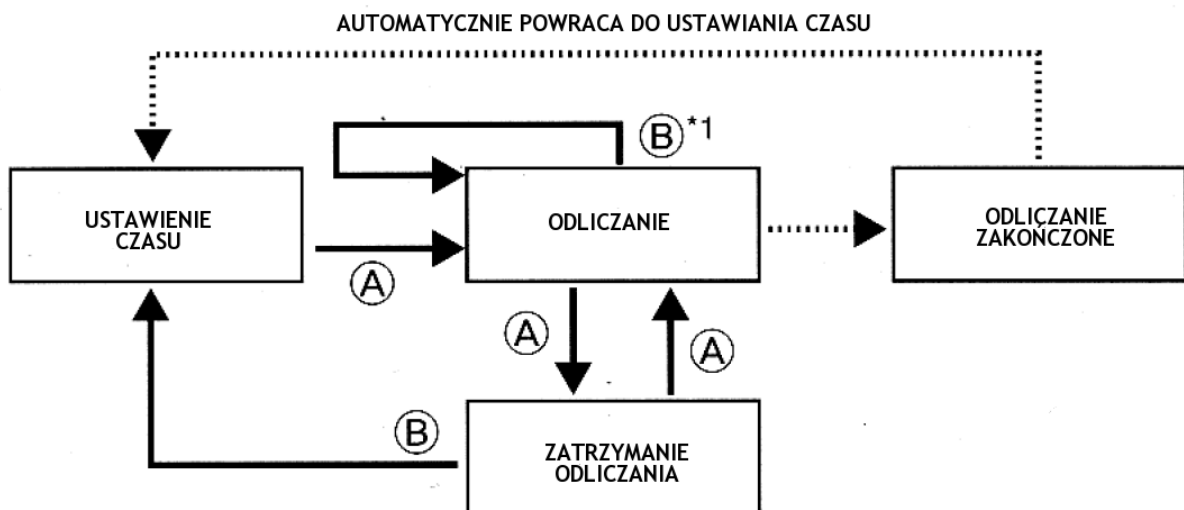 AUTOMATYCZNIE POWRACA DO USTAWIANIA CZASU
B*1
USTAWIENIE
CZASU
ODLICZANIE
ODLICZANIE
ZAKOŃCZONE
A
A
A
B
ZATRZYMANIE
ODLICZANIA